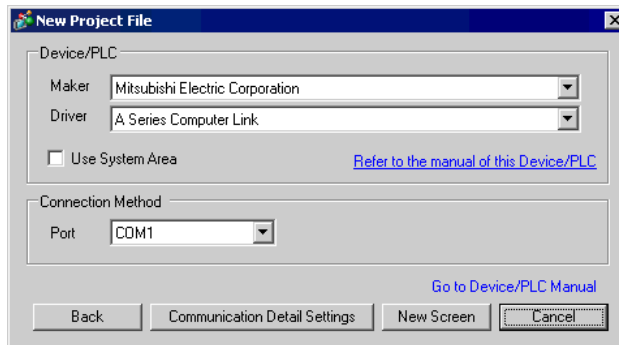 New Project File
Device/PLC
Maker Mitsubishi Electric Corporation
Driver A Series Computer Link
Use System Area Refer to the manual of this Device/PLC
Connection Method
Port COM1
Go to Device/PLC Manual
Back Communication Detail Settings New Screen Cancel